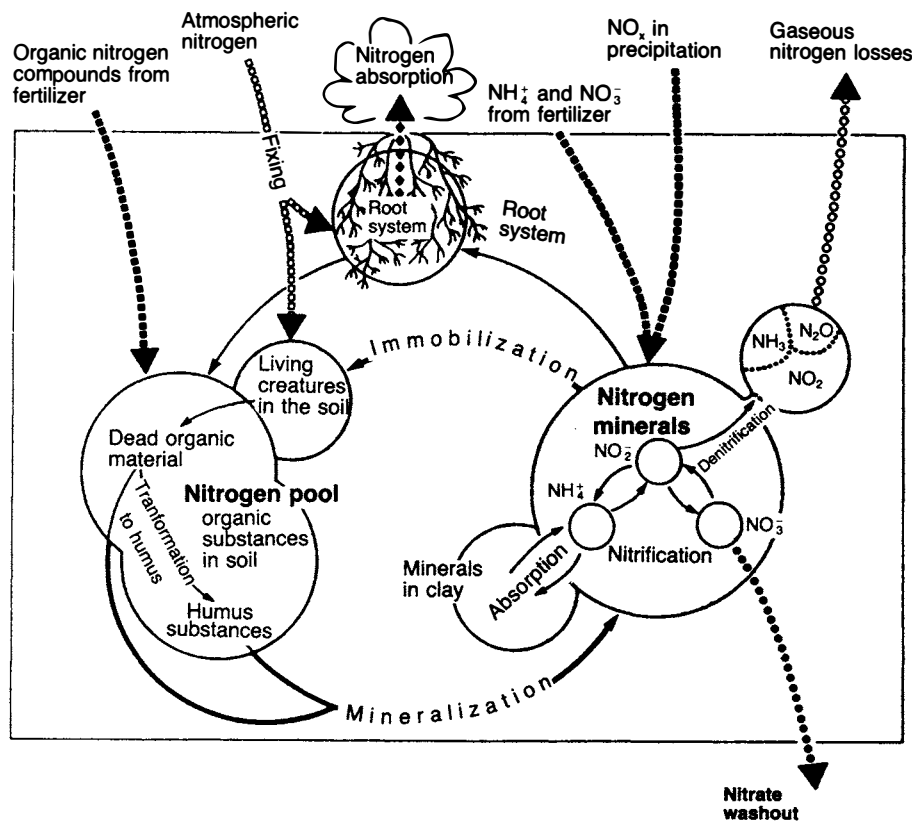 Atmospheric
nitrogen
Organic nitrogen
compounds from
fertilizer
Nitrogen
absorption
NOₓ in
precipitation
Gaseous
nitrogen losses
NH₄⁺ and NO₃⁻
from fertilizer
Fixing
Root
system
Root
system
Immobilization
Living
creatures
in the soil
NH₃
N₂O
NO₂
Nitrogen
minerals
Denitrification
Dead organic
material
NO₂⁻
NH₄⁺
NO₃⁻
Nitrogen pool
organic
substances
in soil
Tranformation
to humus
Nitrification
Minerals
in clay
Absorption
Humus
substances
Mineralization
Nitrate
washout